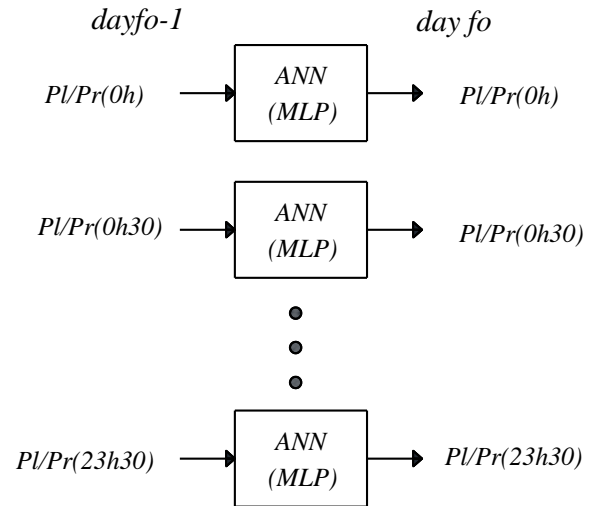 dayfo-1 day fo
Pl/Pr(0h) ANN Pl/Pr(0h)
(MLP)
Pl/Pr(0h30) ANN Pl/Pr(0h30)
(MLP)
Pl/Pr(23h30) ANN Pl/Pr(23h30)
(MLP)